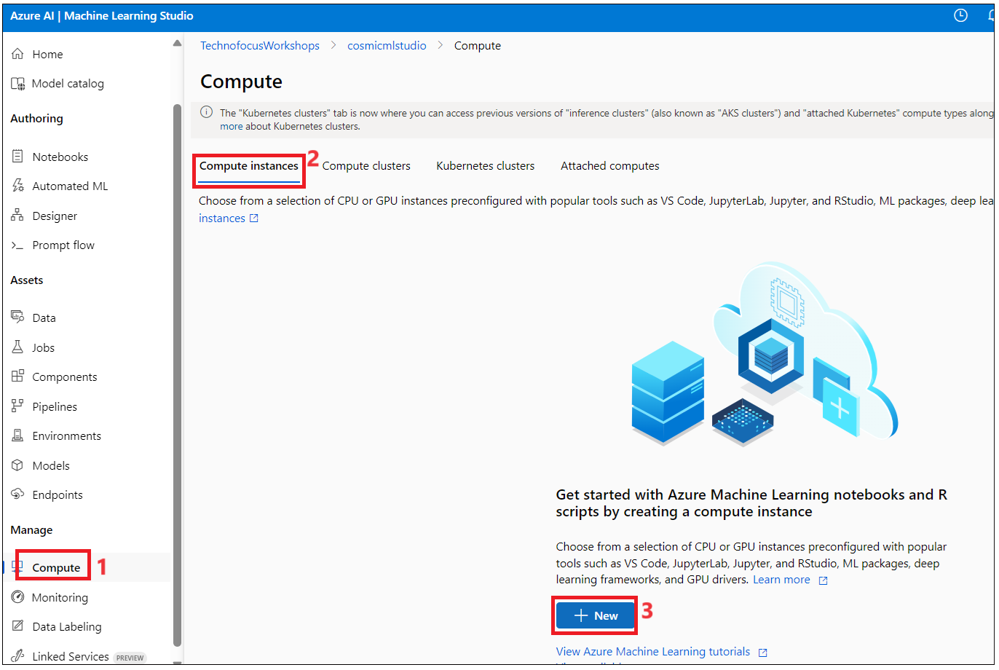 Azure AI | Machine Learning Studio
Home
Model catalog
Authoring
Notebooks
Automated ML
Designer
Prompt flow
Assets
Data
Jobs
Components
Pipelines
Environments
Models
Endpoints
Manage
Compute 1
Monitoring
Data Labeling
Linked Services PREVIEW
TechnofocusWorkshops > cosmicmlstudio > Compute
Compute
The "Kubernetes clusters" tab is now where you can access previous versions of "inference clusters" (also known as "AKS clusters") and "attached Kubernetes" compute types along
more about Kubernetes clusters.
Compute instances 2 Compute clusters Kubernetes clusters Attached computes
Choose from a selection of CPU or GPU instances preconfigured with popular tools such as VS Code, JupyterLab, Jupyter, and RStudio, ML packages, deep lea
instances
Get started with Azure Machine Learning notebooks and R
scripts by creating a compute instance
Choose from a selection of CPU or GPU instances preconfigured with popular
tools such as VS Code, JupyterLab, Jupyter, and RStudio, ML packages, deep
learning frameworks, and GPU drivers. Learn more
+ New 3
View Azure Machine Learning tutorials